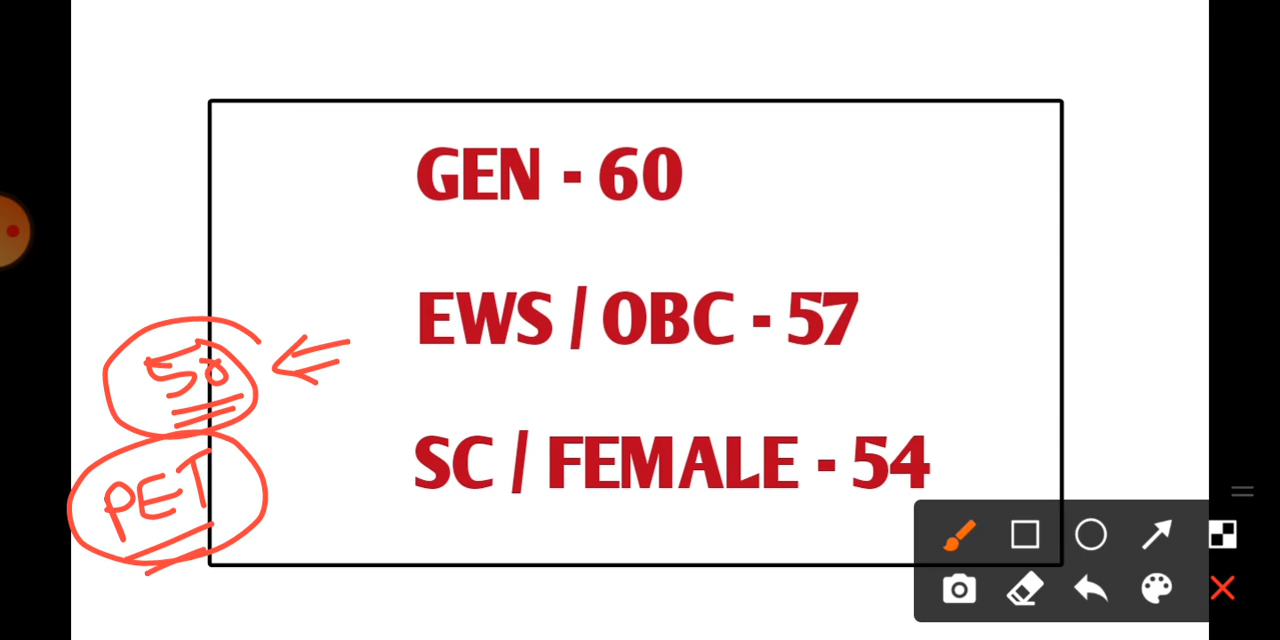 GEN - 60
EWS / OBC - 57
50
SC / FEMALE - 54
PET